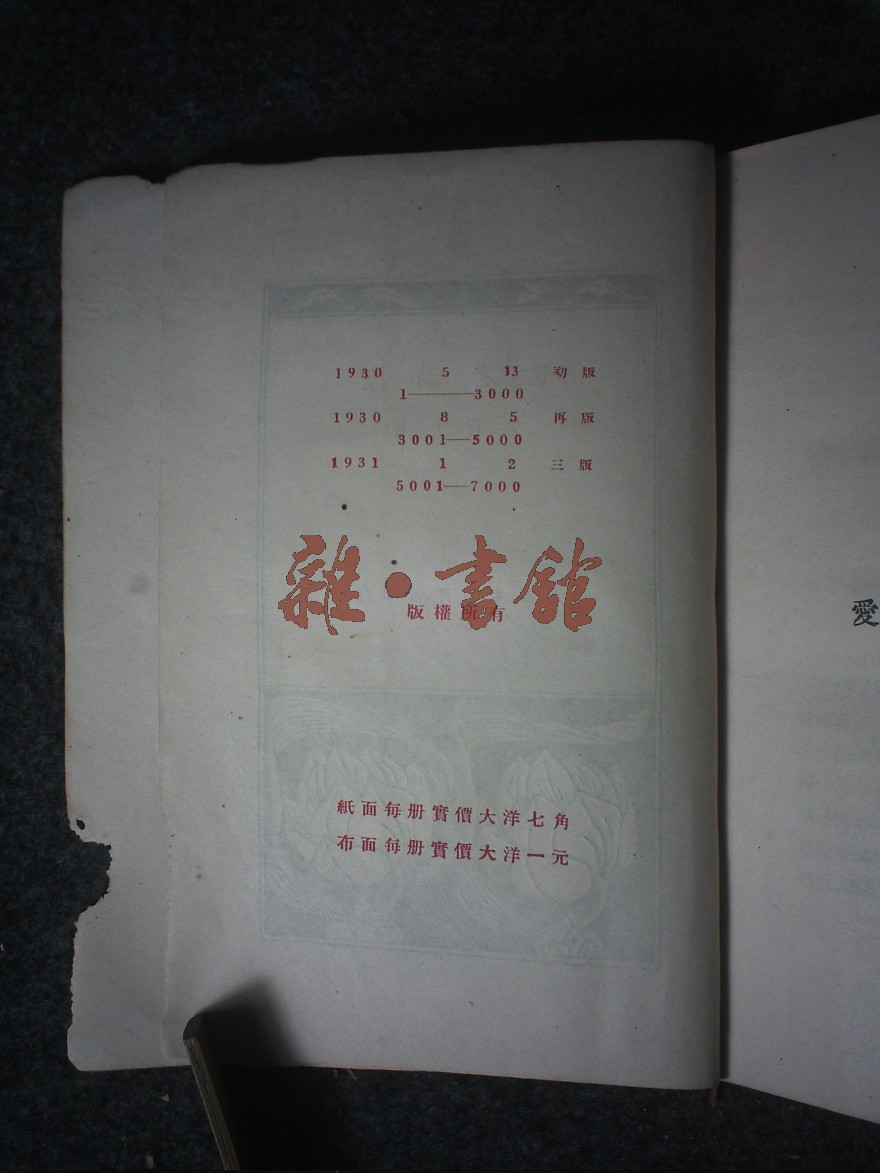 1930 5 13 初版
1——3000
1930 8 5 再版
3001—5000
1931 1 2 三版
5001—7000
雜·書館
版權所有
紙面每册實價大洋七角
布面每册實價大洋一元
愛